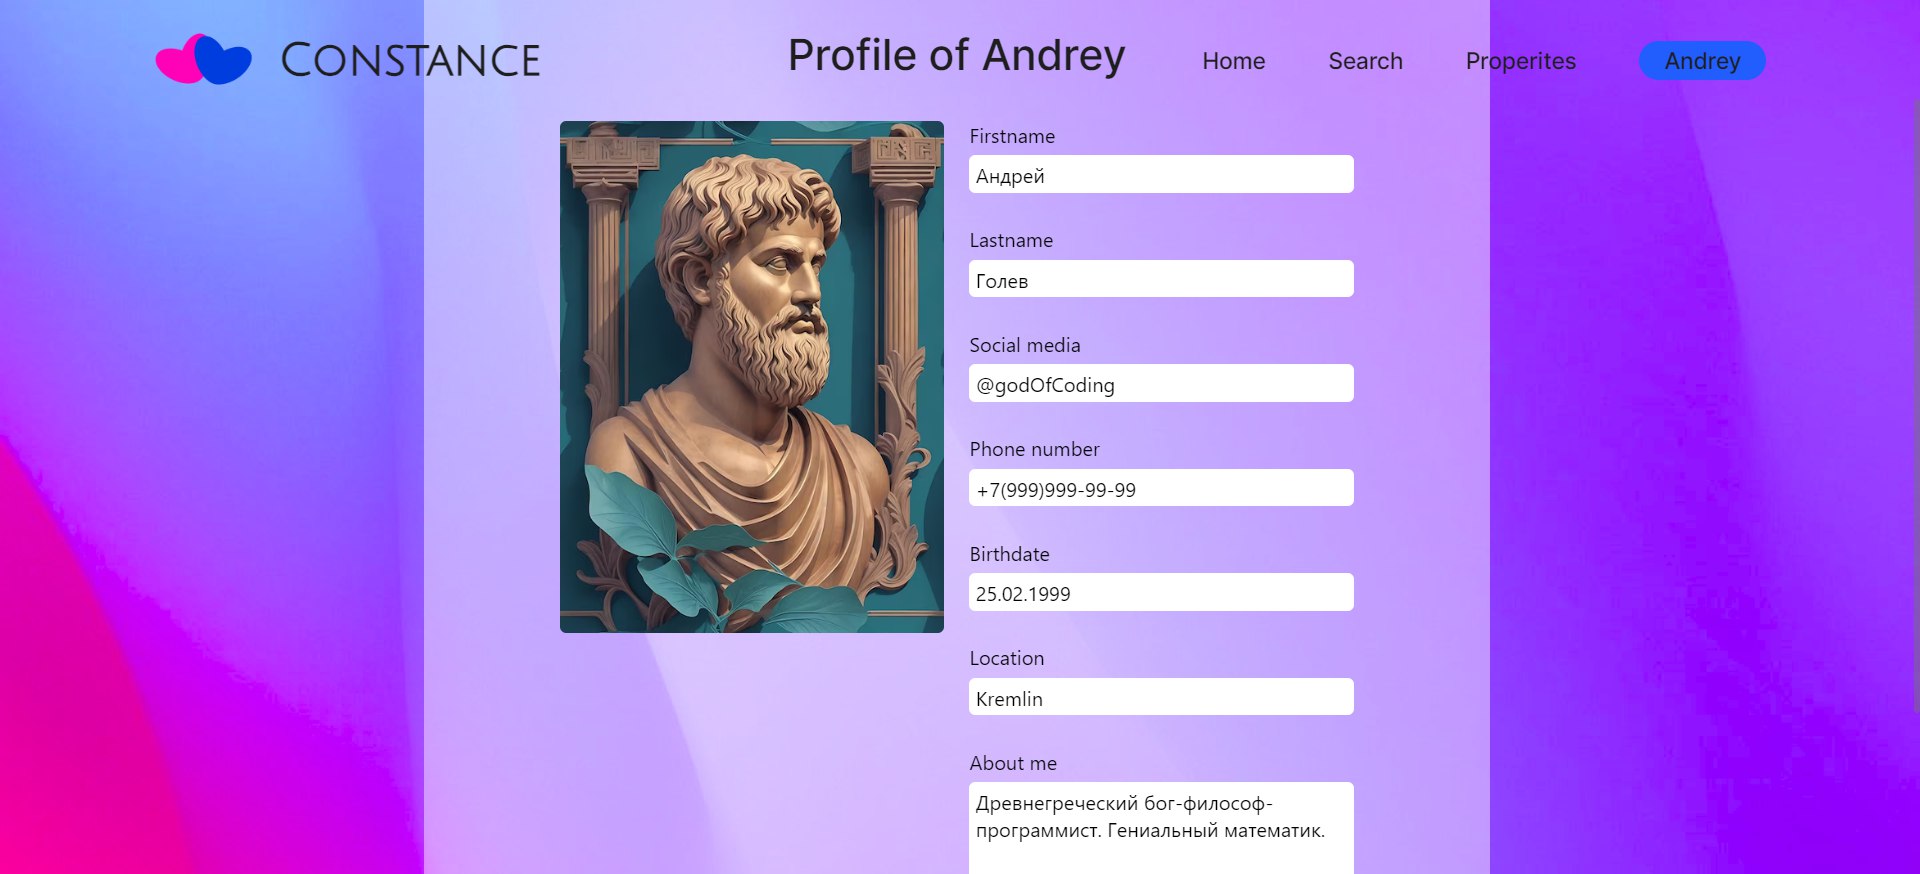 CONSTANCE
Profile of Andrey
Home
Search
Properites
Andrey
Firstname
Андрей
Lastname
Голев
Social media
@godOfCoding
Phone number
+7(999)999-99-99
Birthdate
25.02.1999
Location
Kremlin
About me
Древнегреческий бог-философ-
программист. Гениальный математик.